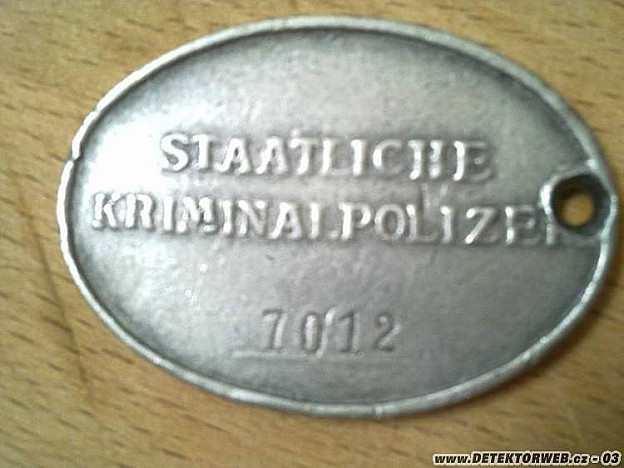 STAATLICHE
KRIMINALPOLIZEI
7012
www.DETEKTORWEB.cz - 03